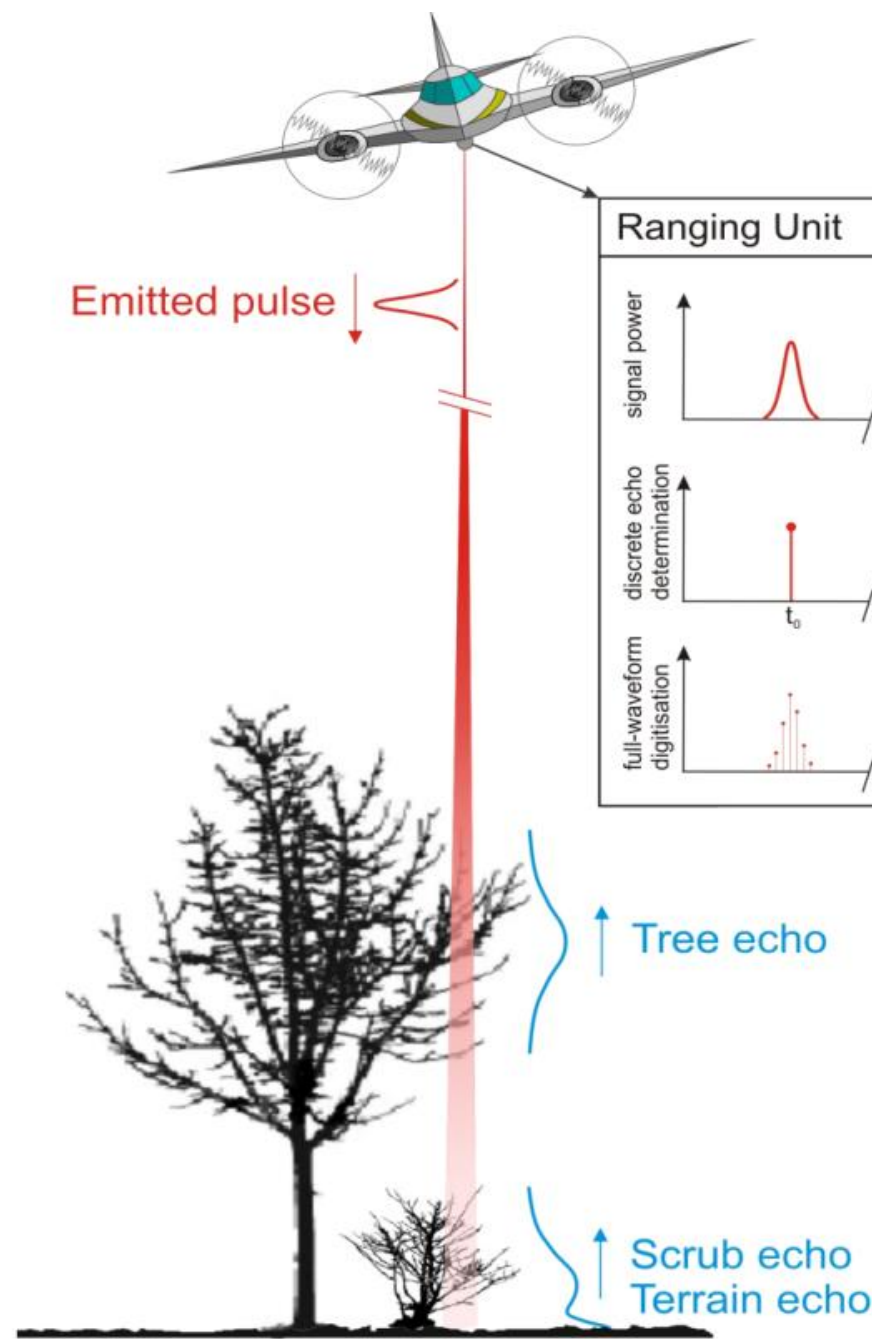 Ranging Unit
Emitted pulse
signal power
discrete echo
determination
t₀
full-waveform
digitisation
Tree echo
Scrub echo
Terrain echo